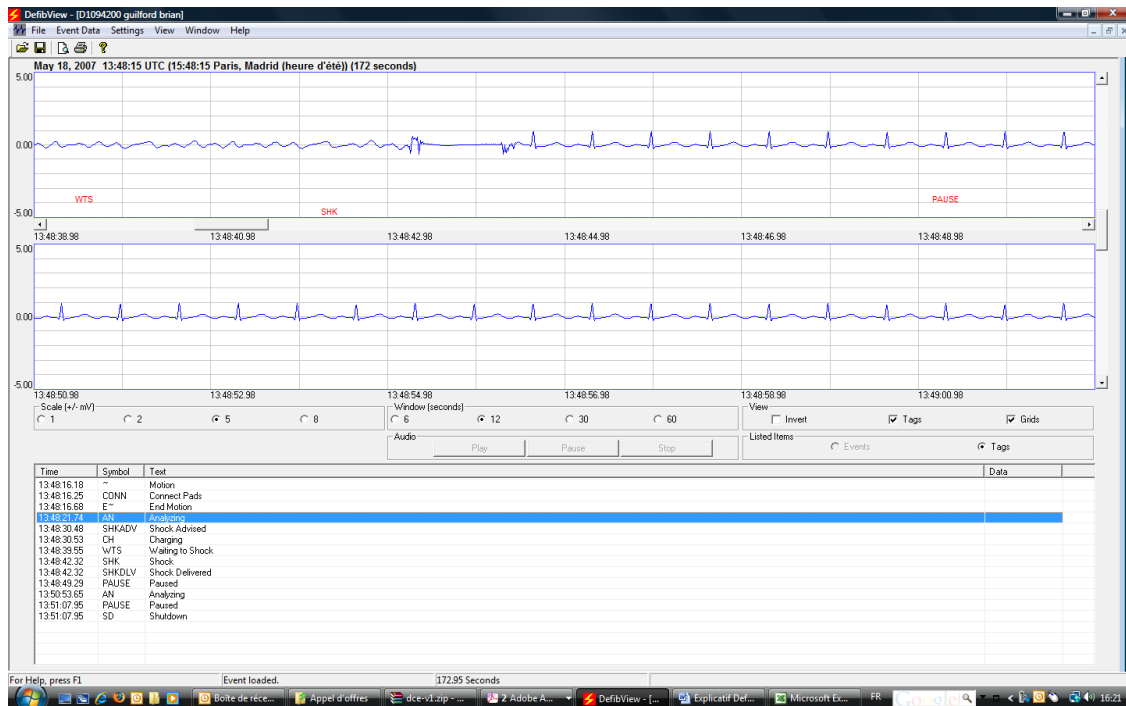 DefibView - [D1094200 guilford brian]
File Event Data Settings View Window Help
May 18, 2007 13:48:15 UTC (15:48:15 Paris, Madrid (heure d'été)) (172 seconds)
5.00
0.00
WTS SHK PAUSE
-5.00
13:48:38.98 13:48:40.98 13:48:42.98 13:48:44.98 13:48:46.98 13:48:48.98
5.00
0.00
-5.00
13:48:50.98 13:48:52.98 13:48:54.98 13:48:56.98 13:48:58.98 13:49:00.98
Scale (+/- mV) Window (seconds) View
1 2 5 8 6 12 30 60 Invert Tags Grids
Audio Listed Items
Play Pause Stop Events Tags
Time Symbol Text Data
13:48:16.18 ~ Motion
13:48:16.25 CONN Connect Pads
13:48:16.68 E~ End Motion
13:48:21.74 AN Analyzing
13:48:30.48 SHKADV Shock Advised
13:48:30.53 CH Charging
13:48:39.55 WTS Waiting to Shock
13:48:42.32 SHK Shock
13:48:42.32 SHKDLV Shock Delivered
13:48:49.29 PAUSE Paused
13:50:53.65 AN Analyzing
13:51:07.95 PAUSE Paused
13:51:07.95 SD Shutdown
For Help, press F1 Event loaded. 172.95 Seconds
Boîte de réce... Appel d'offres dce-v1.zip - ... 2 Adobe A... DefibView - [... Explicatif Def... Microsoft Ex... FR Google 16:21